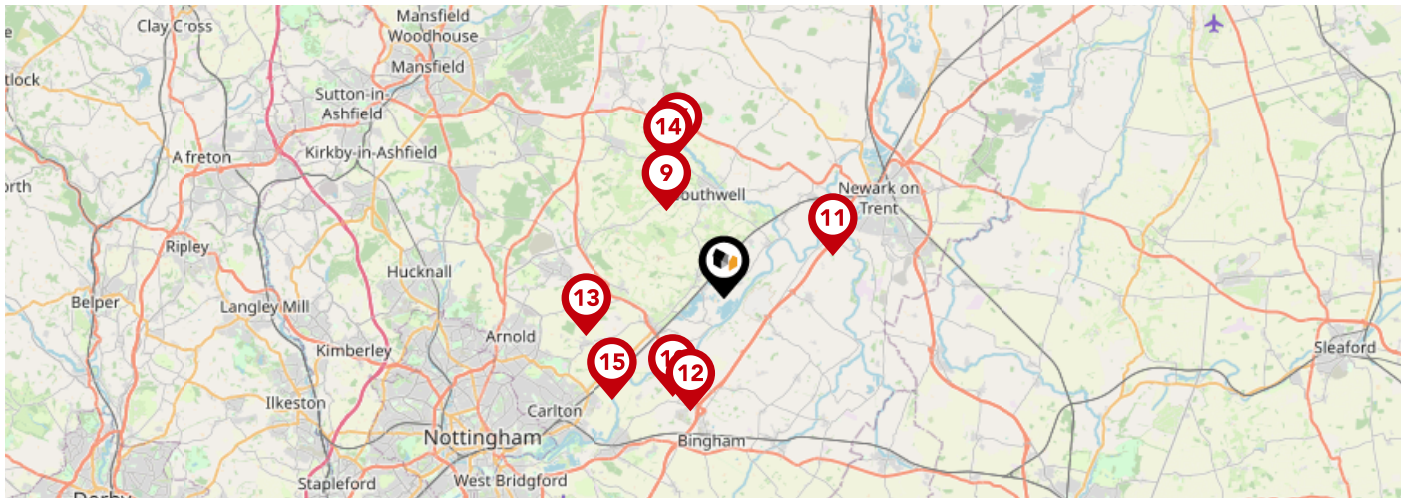 Clay Cross
Mansfield
Woodhouse
Mansfield
tlock
Sutton-in-
Ashfield
14
Afreton
Kirkby-in-Ashfield
9
orth
outhwell
Newark on
Trent
11
Ripley
Hucknall
13
Belper
Langley Mill
Arnold
Kimberley
Sleaford
15
12
Ilkeston
Carlton
Nottingham
Bingham
Stapleford
West Bridgford
Derby